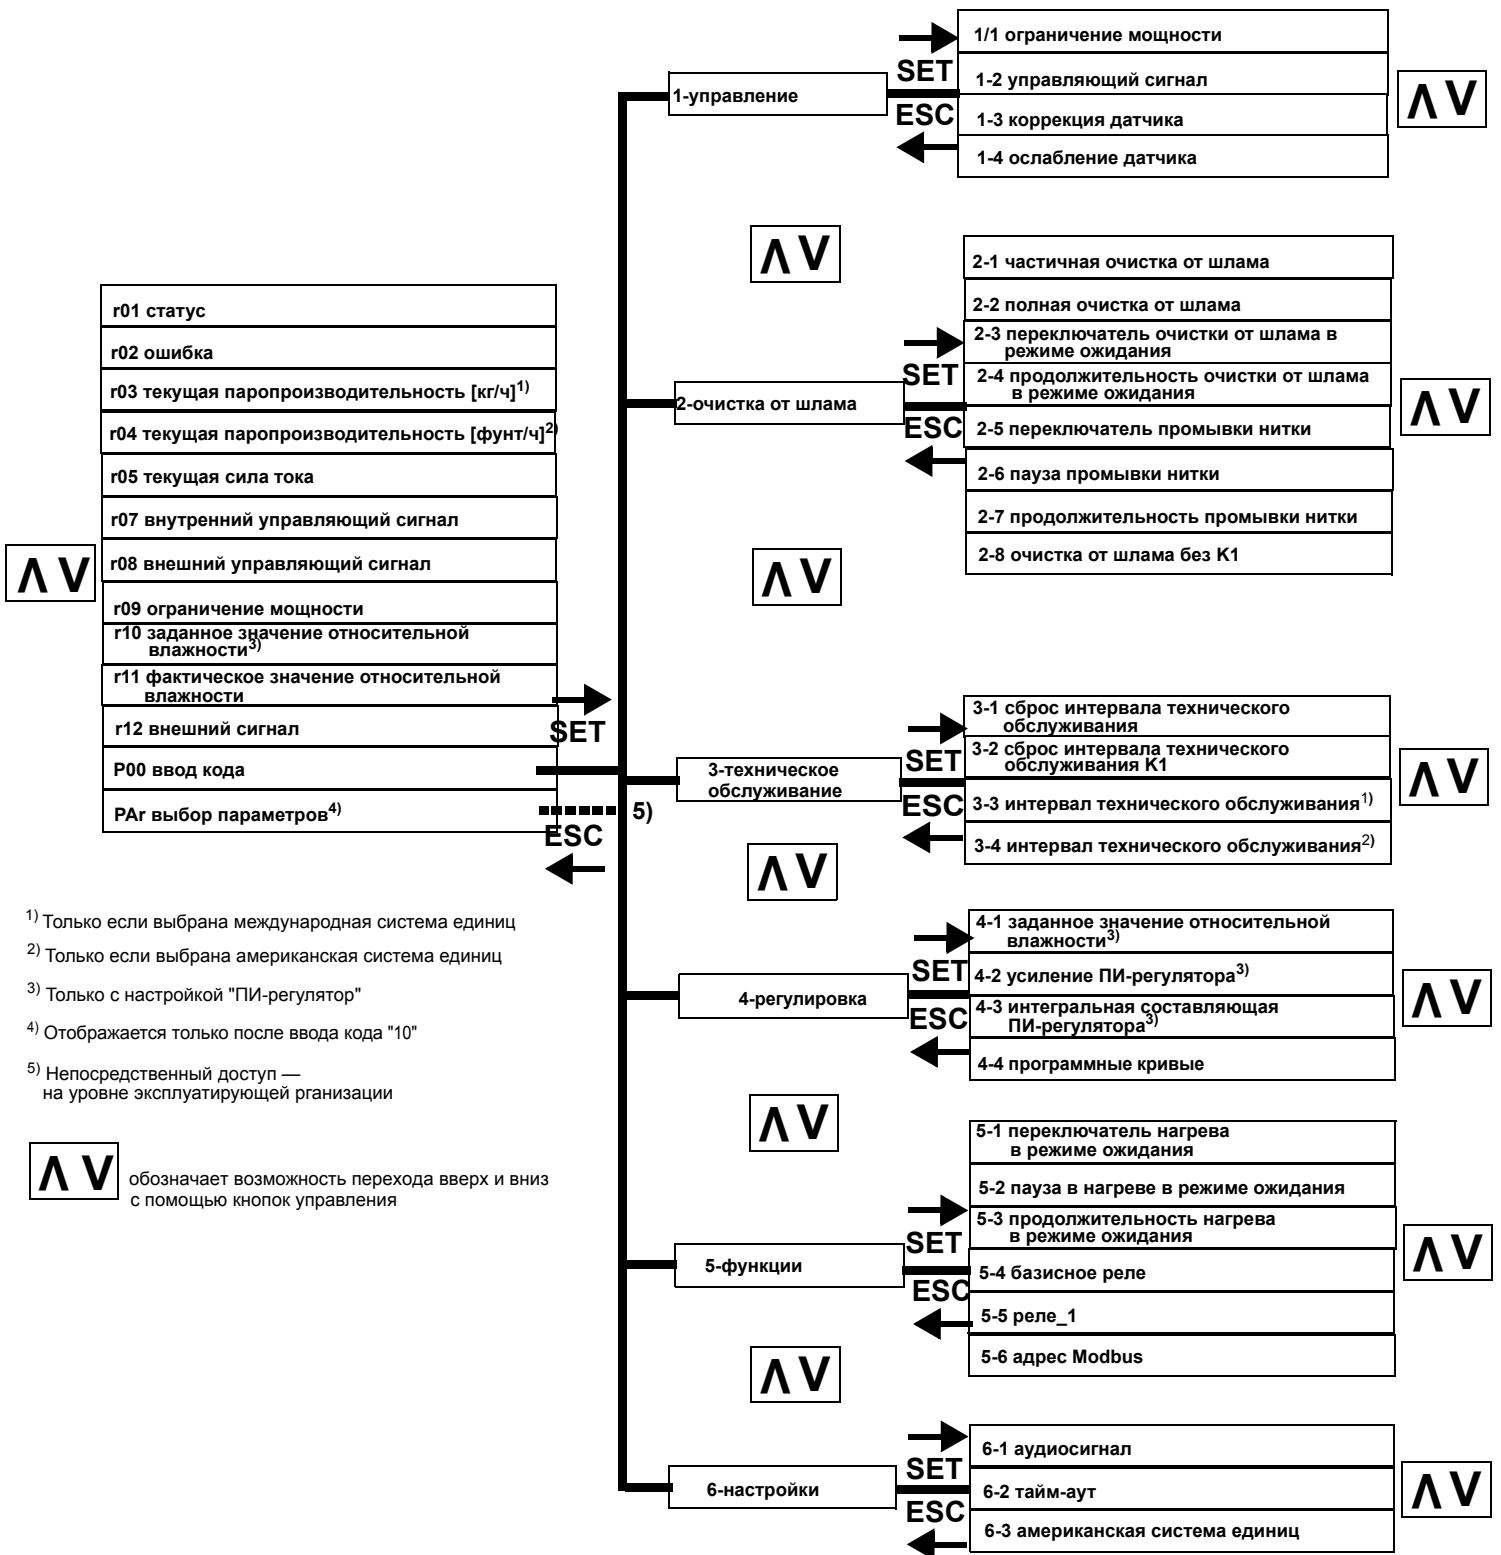 r01 статус
r02 ошибка
r03 текущая паропроизводительность [кг/ч]1)
r04 текущая паропроизводительность [фунт/ч]2)
r05 текущая сила тока
r07 внутренний управляющий сигнал
r08 внешний управляющий сигнал
r09 ограничение мощности
r10 заданное значение относительной
влажности3)
r11 фактическое значение относительной
влажности
r12 внешний сигнал
P00 ввод кода
PAr выбор параметров4)
Λ V
SET
ESC
5)
1) Только если выбрана международная система единиц
2) Только если выбрана американская система единиц
3) Только с настройкой "ПИ-регулятор"
4) Отображается только после ввода кода "10"
5) Непосредственный доступ —
на уровне эксплуатирующей рганизации
Λ V
обозначает возможность перехода вверх и вниз
с помощью кнопок управления
1-управление
SET
ESC
1/1 ограничение мощности
1-2 управляющий сигнал
1-3 коррекция датчика
1-4 ослабление датчика
Λ V
Λ V
2-очистка от шлама
SET
ESC
2-1 частичная очистка от шлама
2-2 полная очистка от шлама
2-3 переключатель очистки от шлама в
режиме ожидания
2-4 продолжительность очистки от шлама
в режиме ожидания
2-5 переключатель промывки нитки
2-6 пауза промывки нитки
2-7 продолжительность промывки нитки
2-8 очистка от шлама без K1
Λ V
Λ V
3-техническое
обслуживание
SET
ESC
3-1 сброс интервала технического
обслуживания
3-2 сброс интервала технического
обслуживания K1
3-3 интервал технического обслуживания1)
3-4 интервал технического обслуживания2)
Λ V
Λ V
4-регулировка
SET
ESC
4-1 заданное значение относительной
влажности3)
4-2 усиление ПИ-регулятора3)
4-3 интегральная составляющая
ПИ-регулятора3)
4-4 программные кривые
Λ V
Λ V
5-функции
SET
ESC
5-1 переключатель нагрева
в режиме ожидания
5-2 пауза в нагреве в режиме ожидания
5-3 продолжительность нагрева
в режиме ожидания
5-4 базисное реле
5-5 реле_1
5-6 адрес Modbus
Λ V
Λ V
6-настройки
SET
ESC
6-1 аудиосигнал
6-2 тайм-аут
6-3 американская система единиц
Λ V